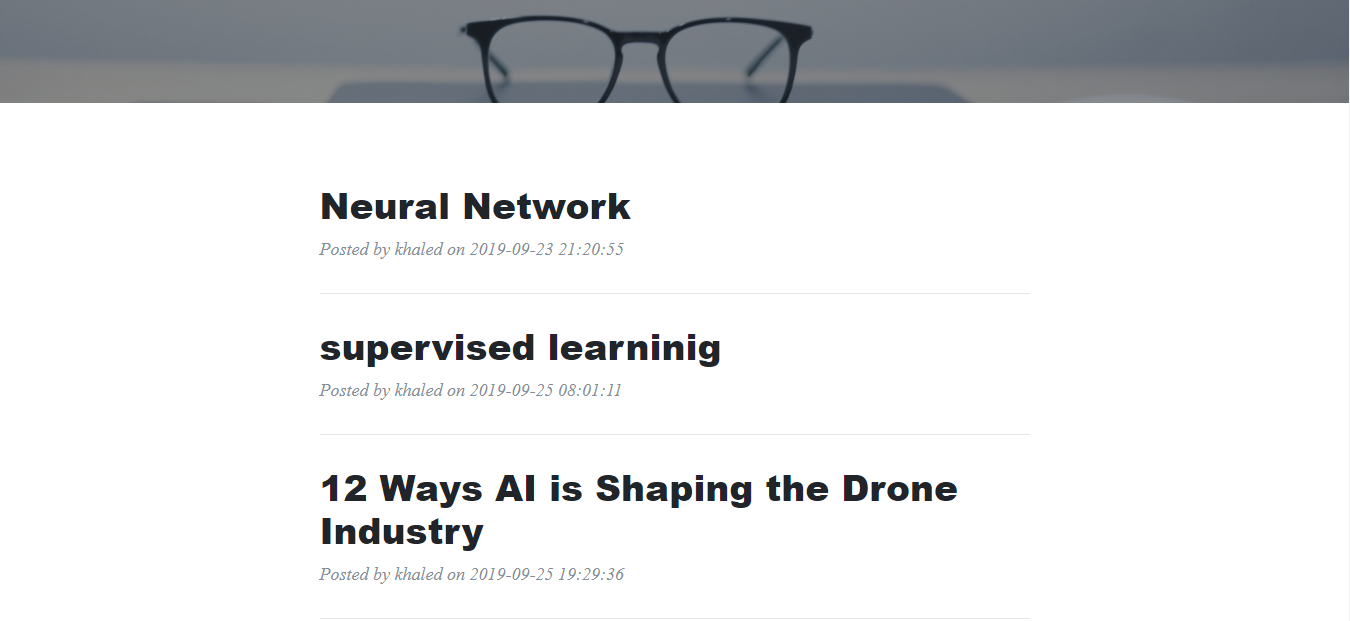 Neural Network
Posted by khaled on 2019-09-23 21:20:55
supervised learninig
Posted by khaled on 2019-09-25 08:01:11
12 Ways AI is Shaping the Drone
Industry
Posted by khaled on 2019-09-25 19:29:36